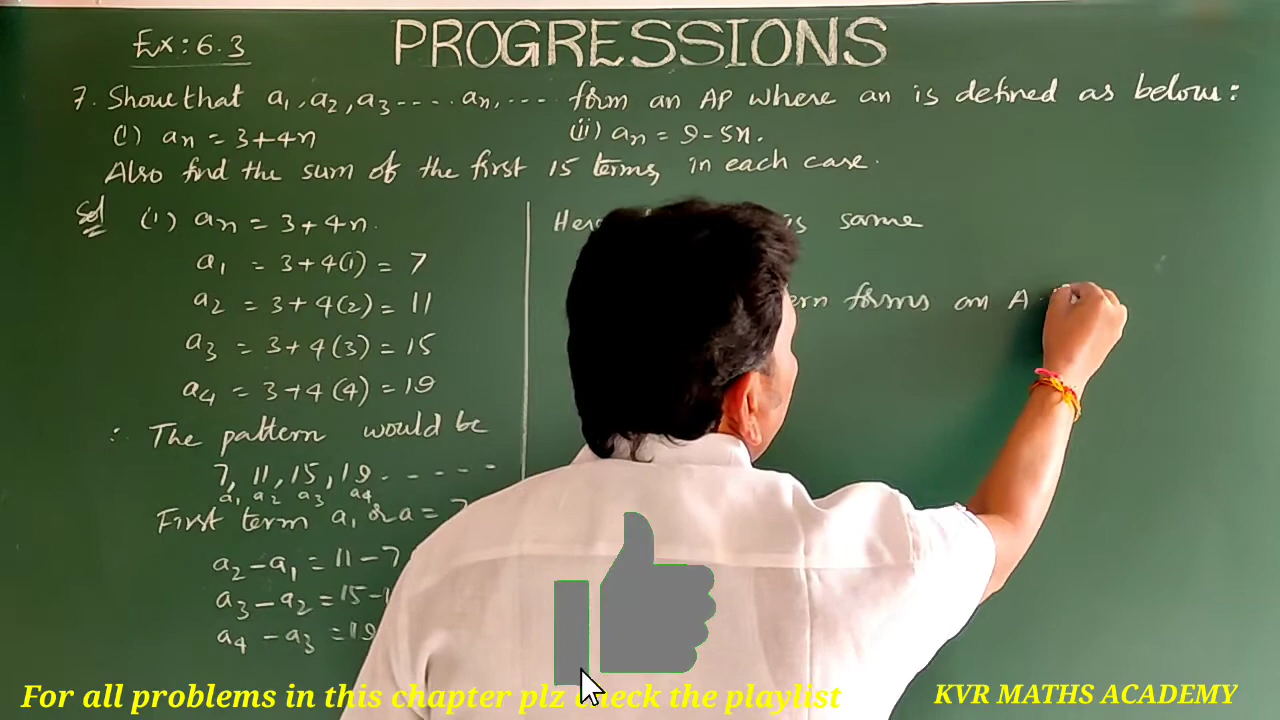 Ex: 6.3
PROGRESSIONS
7. Show that a1, a2, a3 ---- an, ---- form an AP where an is defined as below:
(i) an = 3+4n
(ii) an = 9-5n.
Also find the sum of the first 15 terms in each case.
Sol (i) an = 3+4n.
a1 = 3+4(1) = 7
a2 = 3+4(2) = 11
a3 = 3+4(3) = 15
a4 = 3+4(4) = 19
∴ The pattern would be
7, 11, 15, 19 - - - - -
a1 a2 a3 a4
First term a1 or a =
a2 - a1 = 11 - 7
a3 - a2 = 15 -
a4 - a3 = 19
is same
forms an A
For all problems in this chapter plz check the playlist
KVR MATHS ACADEMY